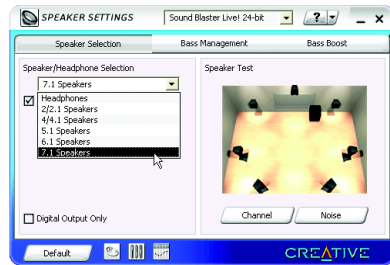 SPEAKER SETTINGS
Sound Blaster Live! 24-bit
?
Speaker Selection
Bass Management
Bass Boost
Speaker/Headphone Selection
7.1 Speakers
Headphones
2/2.1 Speakers
4/4.1 Speakers
5.1 Speakers
6.1 Speakers
7.1 Speakers
Digital Output Only
Speaker Test
Channel
Noise
Default
CREATIVE